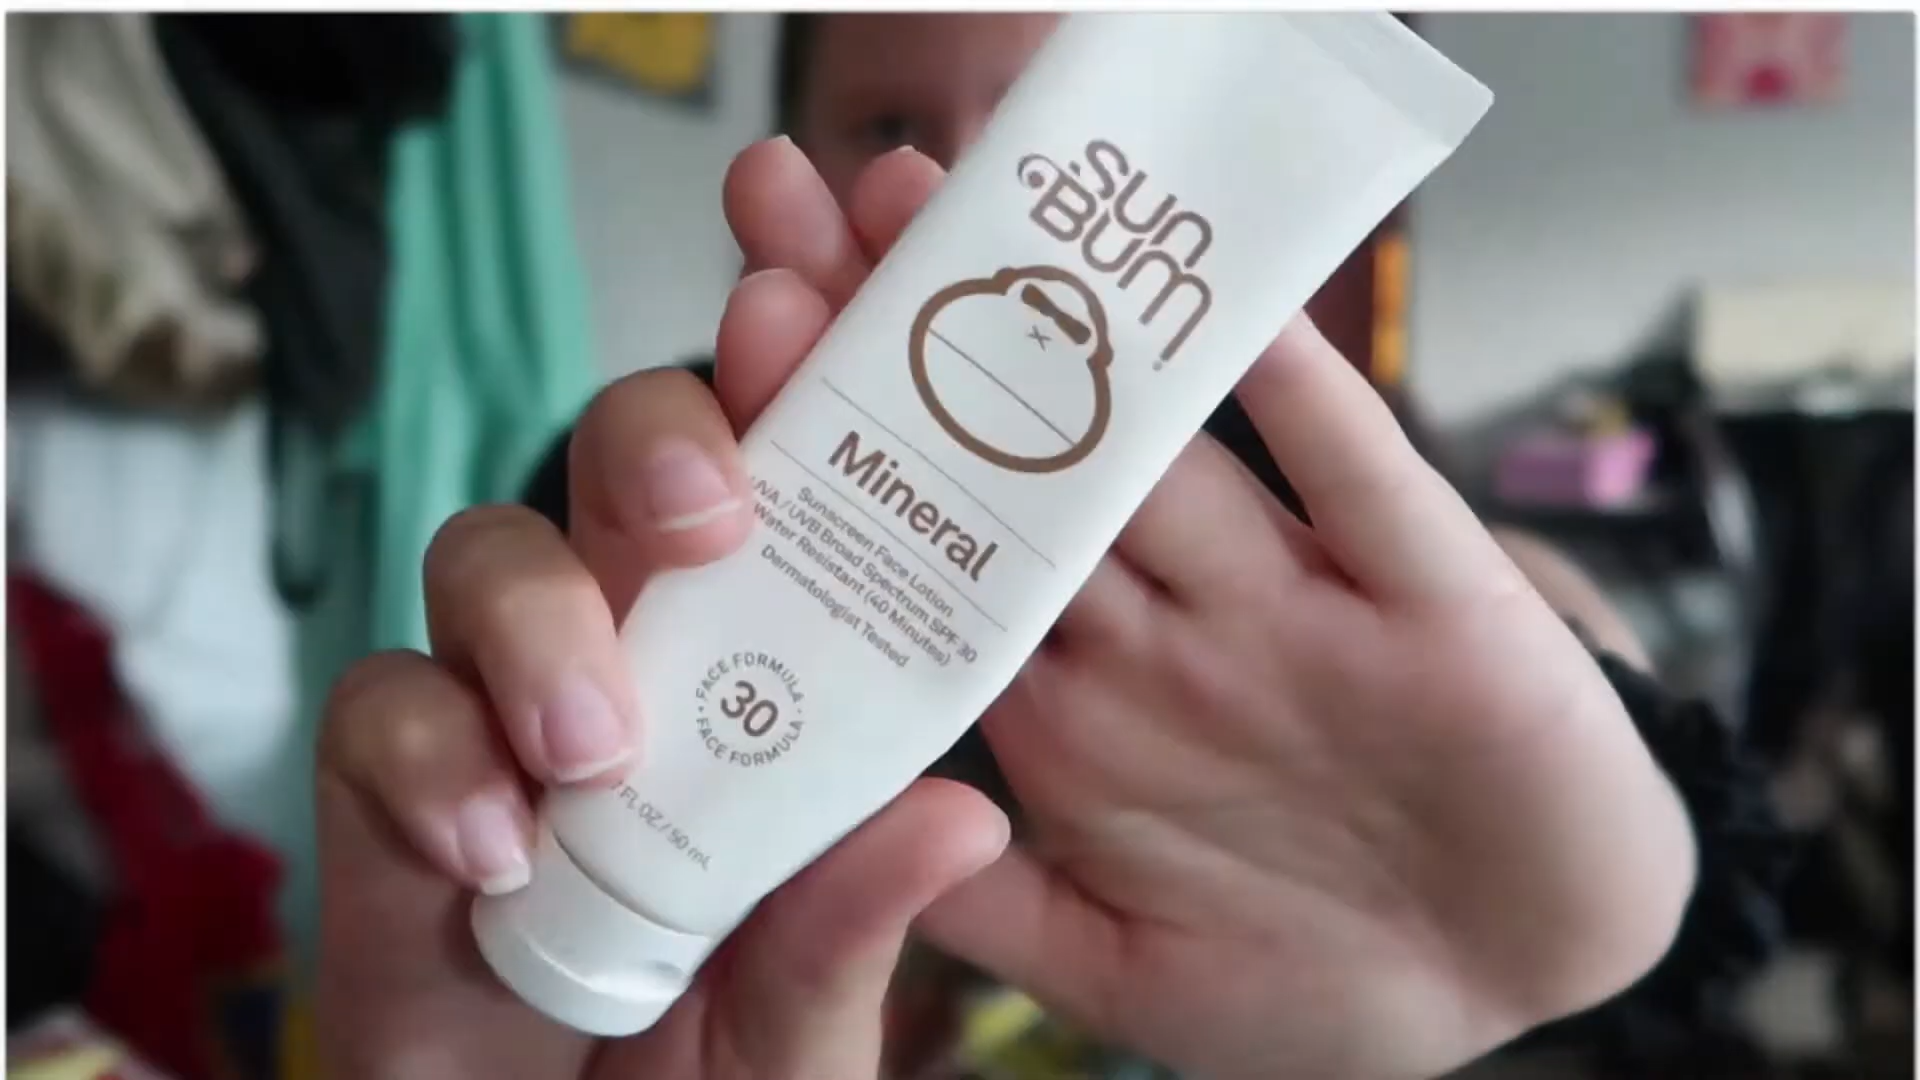 Sun
Bum
Mineral
Sunscreen Face Lotion
UVA / UVB Broad Spectrum SPF 30
Water Resistant (40 Minutes)
Dermatologist Tested
FACE FORMULA
30
FACE FORMULA
FL OZ / 50 mL